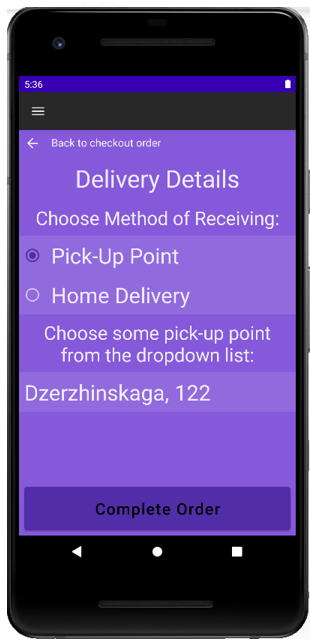 5:36
Back to checkout order
Delivery Details
Choose Method of Receiving:
Pick-Up Point
Home Delivery
Choose some pick-up point
from the dropdown list:
Dzerzhinskaga, 122
Complete Order